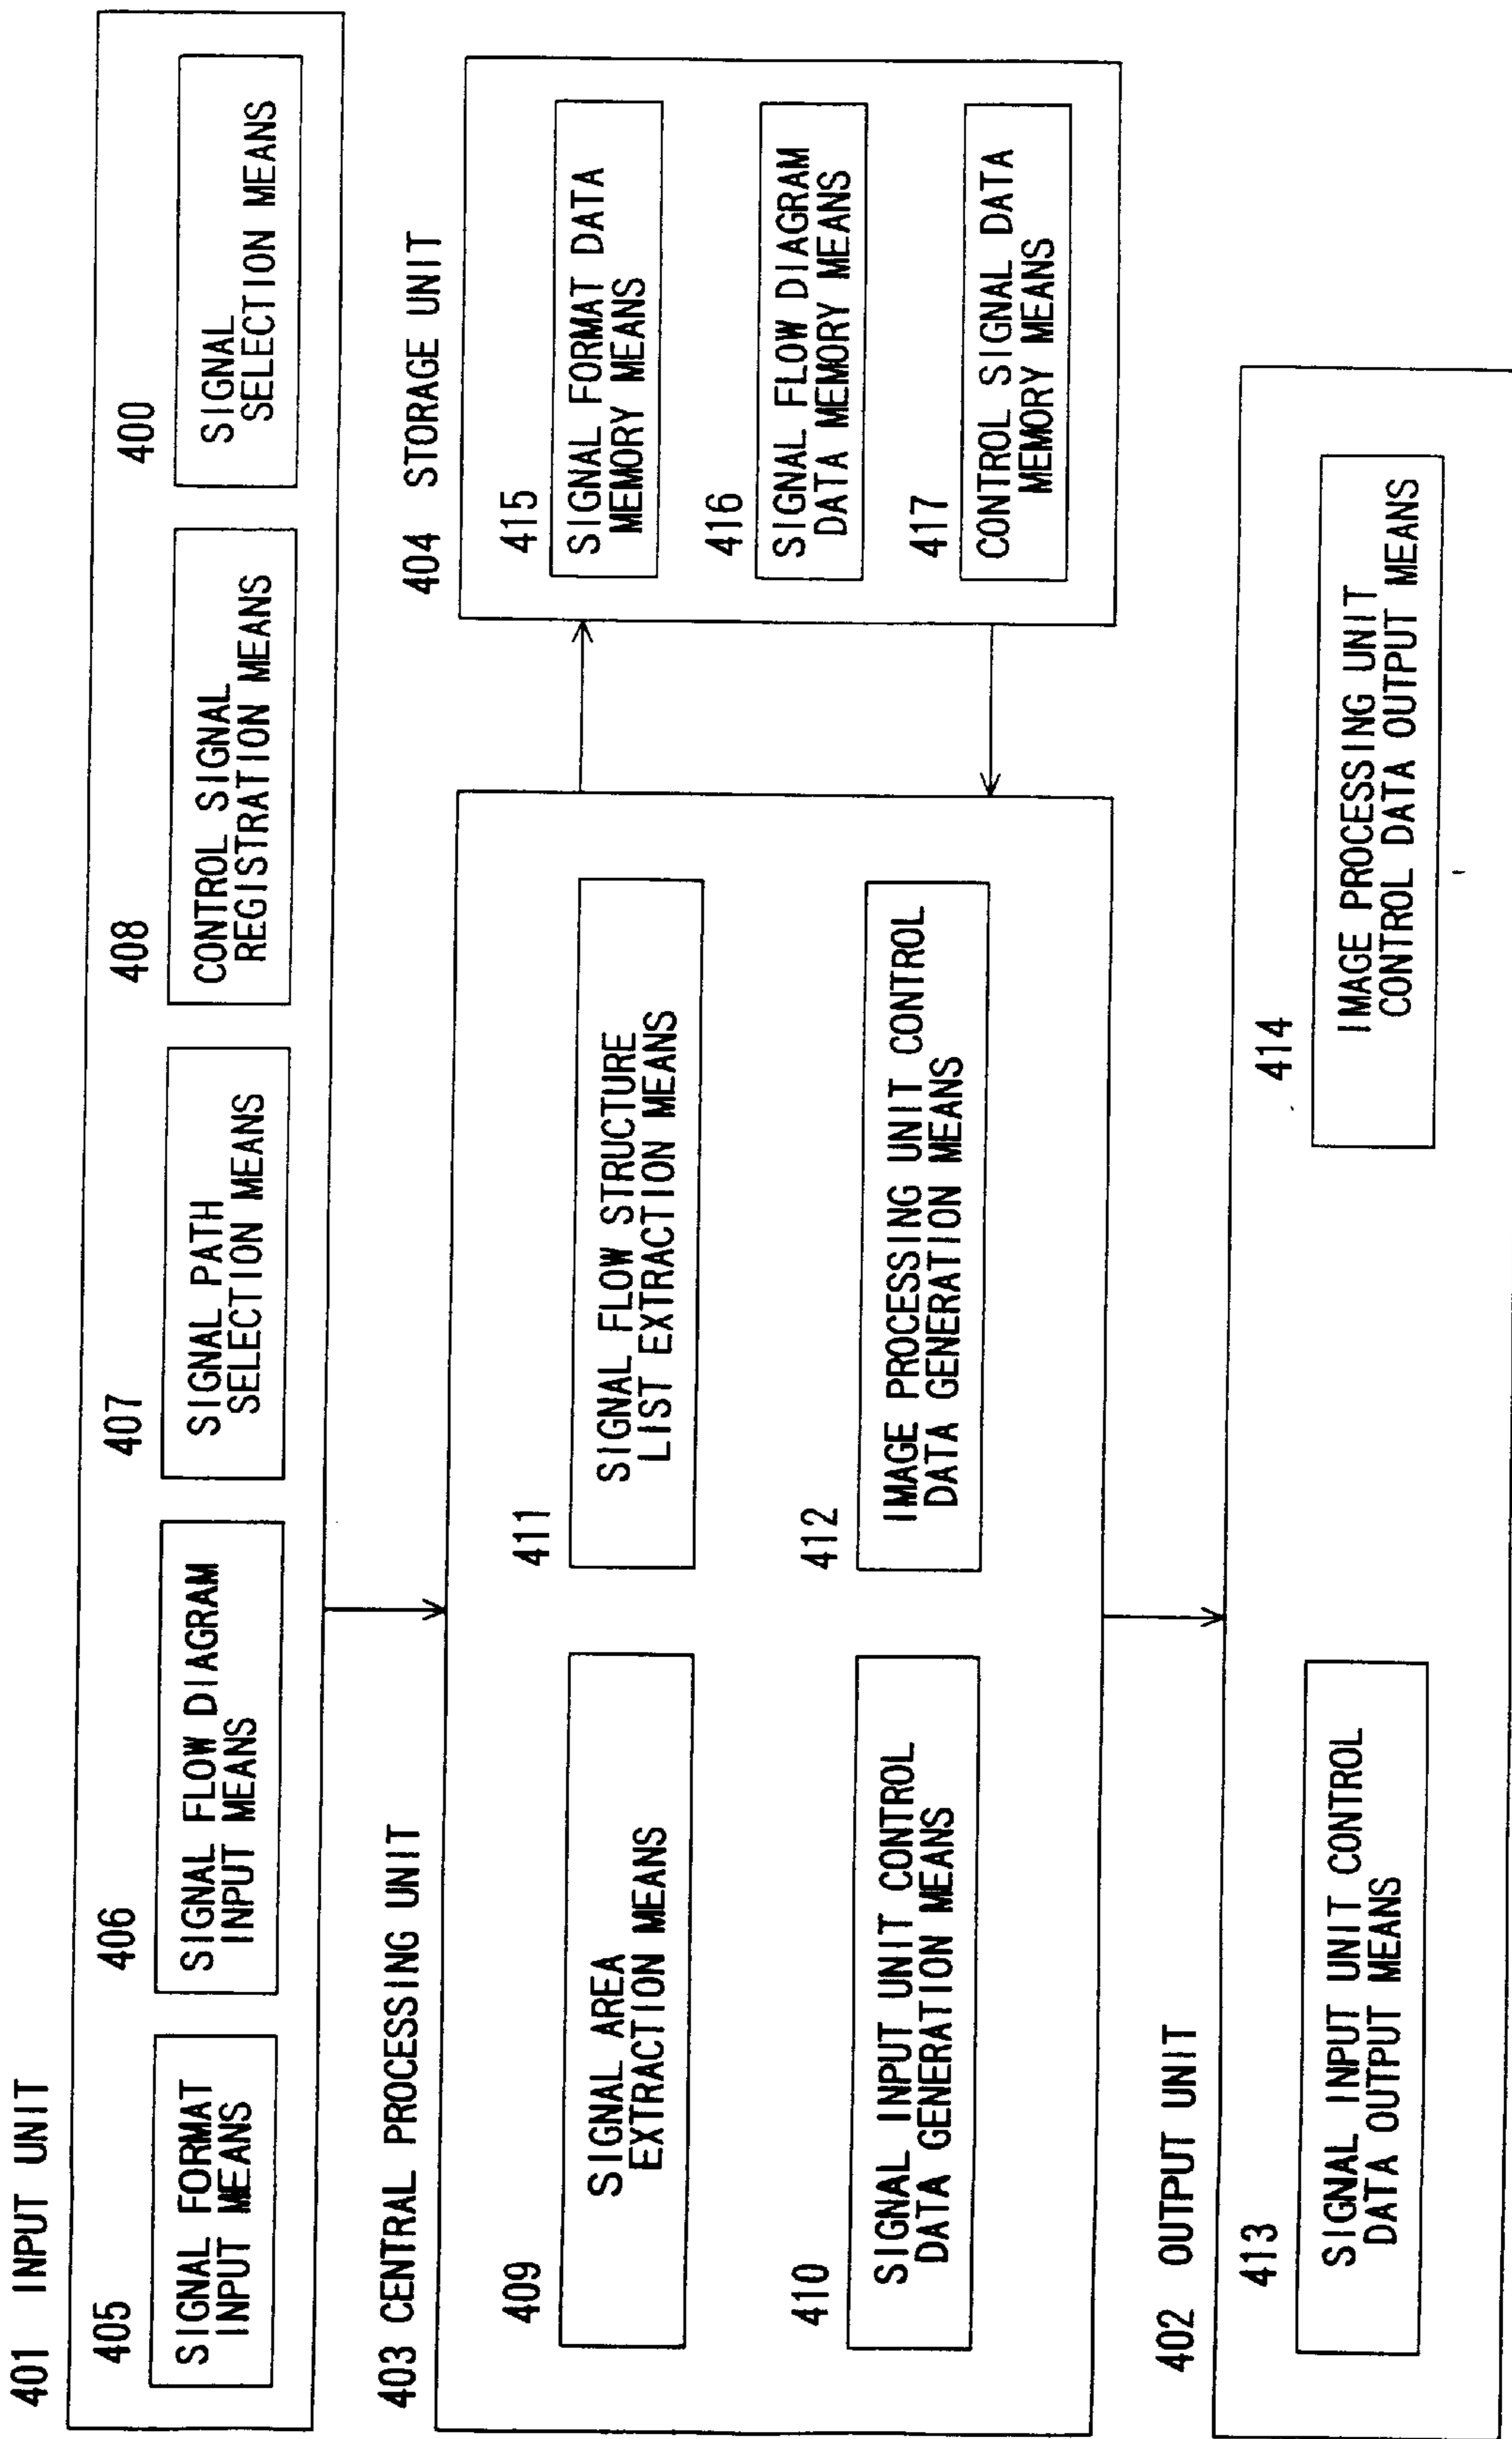 401 INPUT UNIT
405
SIGNAL FORMAT
INPUT MEANS
406
SIGNAL FLOW DIAGRAM
INPUT MEANS
407
SIGNAL PATH
SELECTION MEANS
408
CONTROL SIGNAL
REGISTRATION MEANS
400
SIGNAL
SELECTION MEANS
403 CENTRAL PROCESSING UNIT
409
SIGNAL AREA
EXTRACTION MEANS
411
SIGNAL FLOW STRUCTURE
LIST EXTRACTION MEANS
410
SIGNAL INPUT UNIT CONTROL
DATA GENERATION MEANS
412
IMAGE PROCESSING UNIT CONTROL
DATA GENERATION MEANS
404 STORAGE UNIT
415
SIGNAL FORMAT DATA
MEMORY MEANS
416
SIGNAL FLOW DIAGRAM
DATA MEMORY MEANS
417
CONTROL SIGNAL DATA
MEMORY MEANS
402 OUTPUT UNIT
413
SIGNAL INPUT UNIT CONTROL
DATA OUTPUT MEANS
414
IMAGE PROCESSING UNIT
CONTROL DATA OUTPUT MEANS